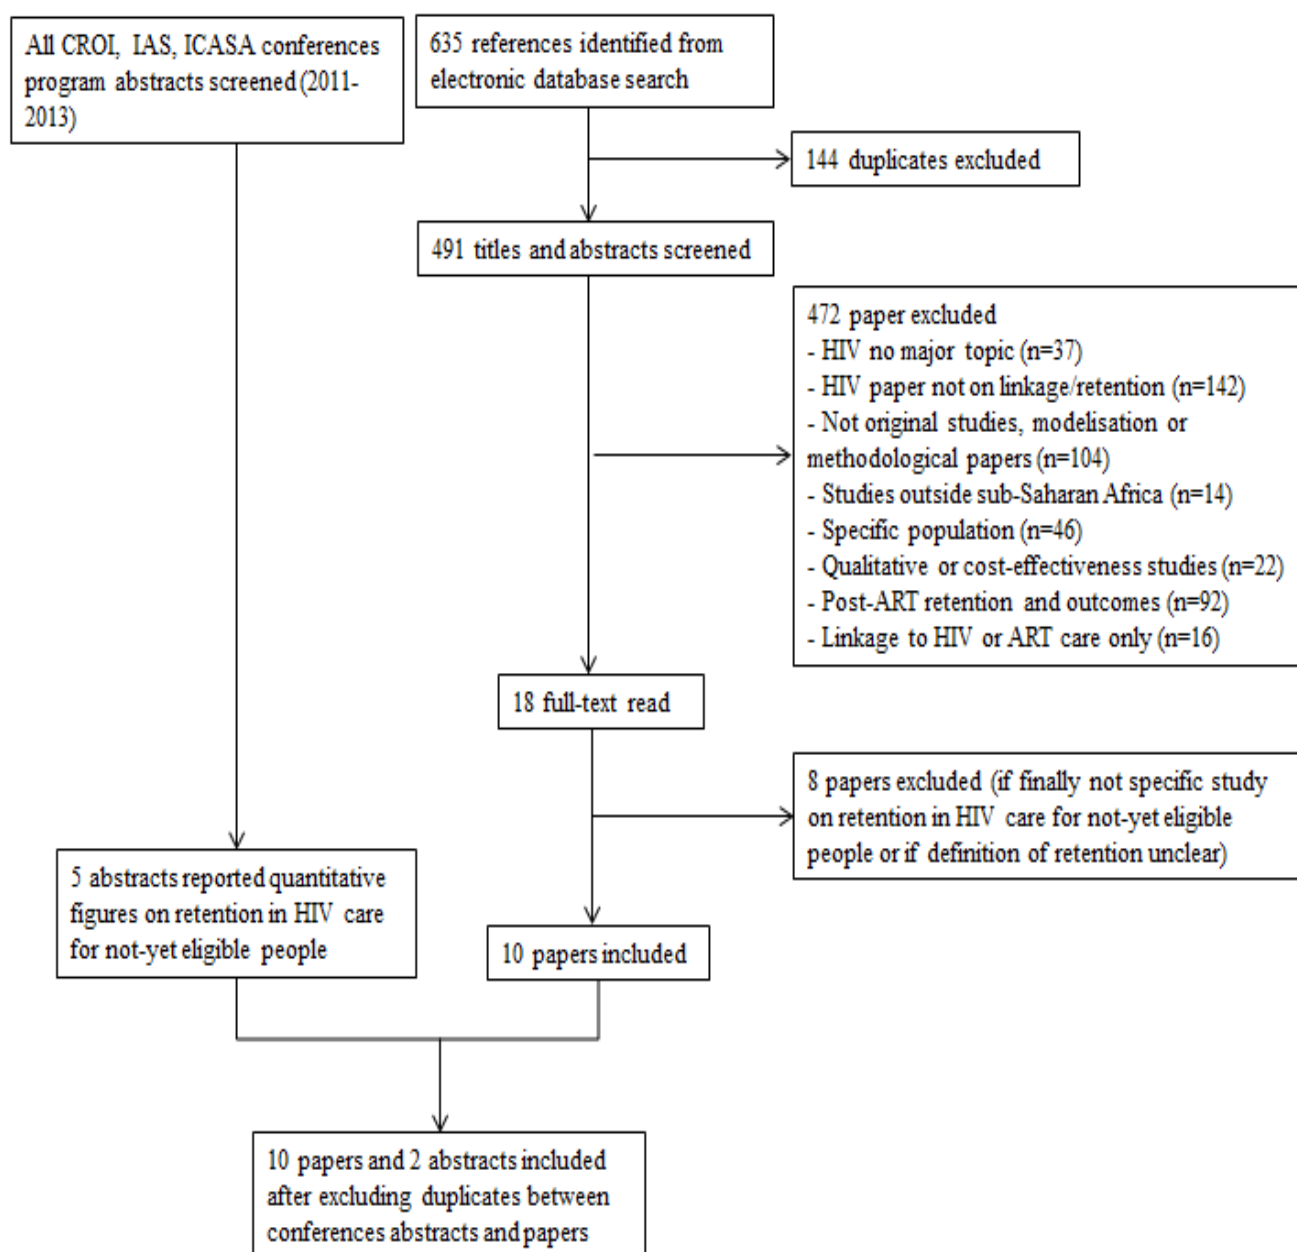 All CROI, IAS, ICASA conferences
program abstracts screened (2011-
2013)
635 references identified from
electronic database search
144 duplicates excluded
491 titles and abstracts screened
472 paper excluded
- HIV no major topic (n=37)
- HIV paper not on linkage/retention (n=142)
- Not original studies, modelisation or
methodological papers (n=104)
- Studies outside sub-Saharan Africa (n=14)
- Specific population (n=46)
- Qualitative or cost-effectiveness studies (n=22)
- Post-ART retention and outcomes (n=92)
- Linkage to HIV or ART care only (n=16)
18 full-text read
8 papers excluded (if finally not specific study
on retention in HIV care for not-yet eligible
people or if definition of retention unclear)
5 abstracts reported quantitative
figures on retention in HIV care
for not-yet eligible people
10 papers included
10 papers and 2 abstracts included
after excluding duplicates between
conferences abstracts and papers